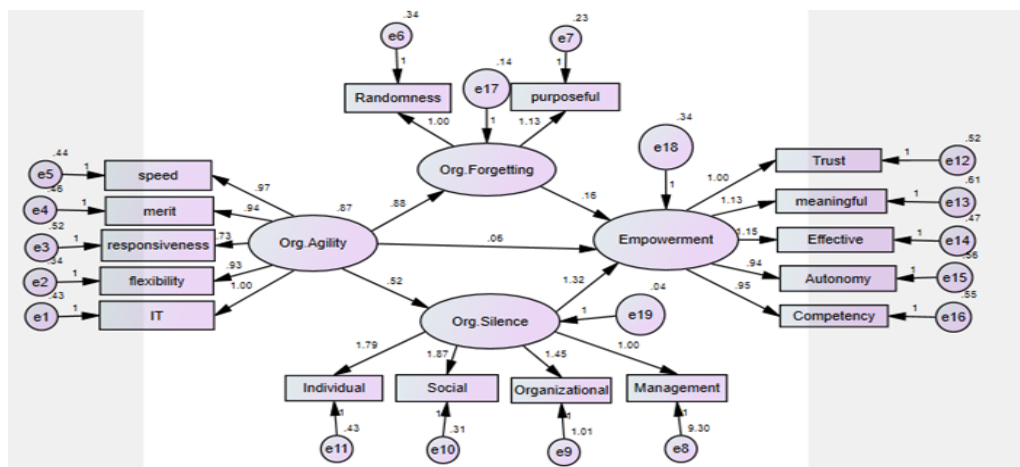 .34
.23
e6
e7
1
1
.14
Randomness
e17
purposeful
1
1.00
1.13
Org.Forgetting
.34
e18
1
.44
e5
1
speed
.97
.46
e4
1
merit
.94
.52
e3
1
responsiveness
.73
.34
e2
1
flexibility
.93
.43
e1
1
IT
1.00
.87
Org.Agility
.88
.06
.52
.16
Empowerment
1.32
1.00
Trust
1
e12
.52
1.13
meaningful
1
e13
.61
1.15
Effective
1
e14
.47
.94
Autonomy
1
e15
.56
.95
Competency
1
e16
.55
Org.Silence
1
e19
.04
1.79
1.87
1.45
1.00
Individual
Social
Organizational
Management
1
1
1
1
.43
.31
1.01
9.30
e11
e10
e9
e8